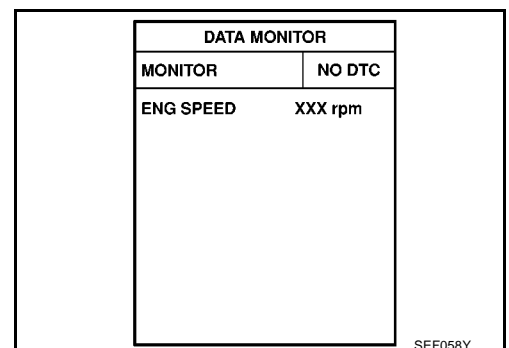 DATA MONITOR
MONITOR NO DTC
ENG SPEED XXX rpm
SEF058Y